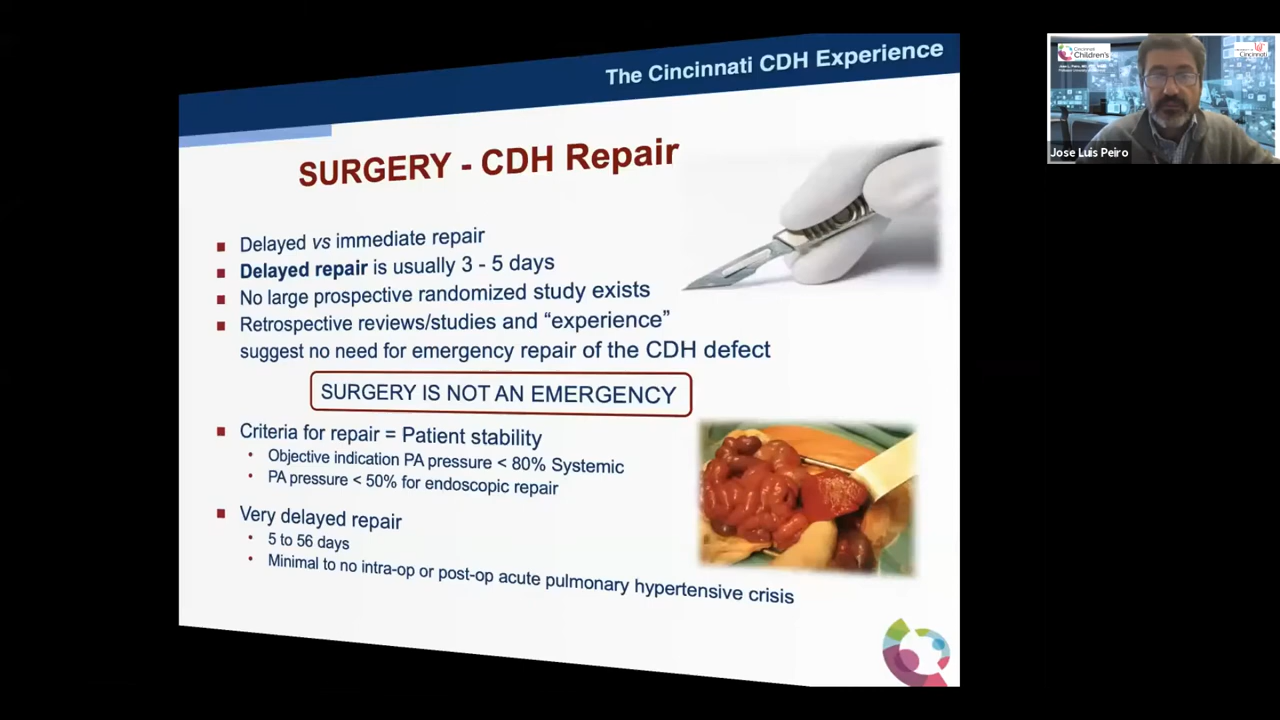 The Cincinnati CDH Experience
SURGERY - CDH Repair
Delayed vs immediate repair
Delayed repair is usually 3 - 5 days
No large prospective randomized study exists
Retrospective reviews/studies and “experience”
suggest no need for emergency repair of the CDH defect
SURGERY IS NOT AN EMERGENCY
Criteria for repair = Patient stability
Objective indication PA pressure < 80% Systemic
PA pressure < 50% for endoscopic repair
Very delayed repair
5 to 56 days
Minimal to no intra-op or post-op acute pulmonary hypertensive crisis
Cincinnati
Children's
Cincinnati
Jose Luis Peiro